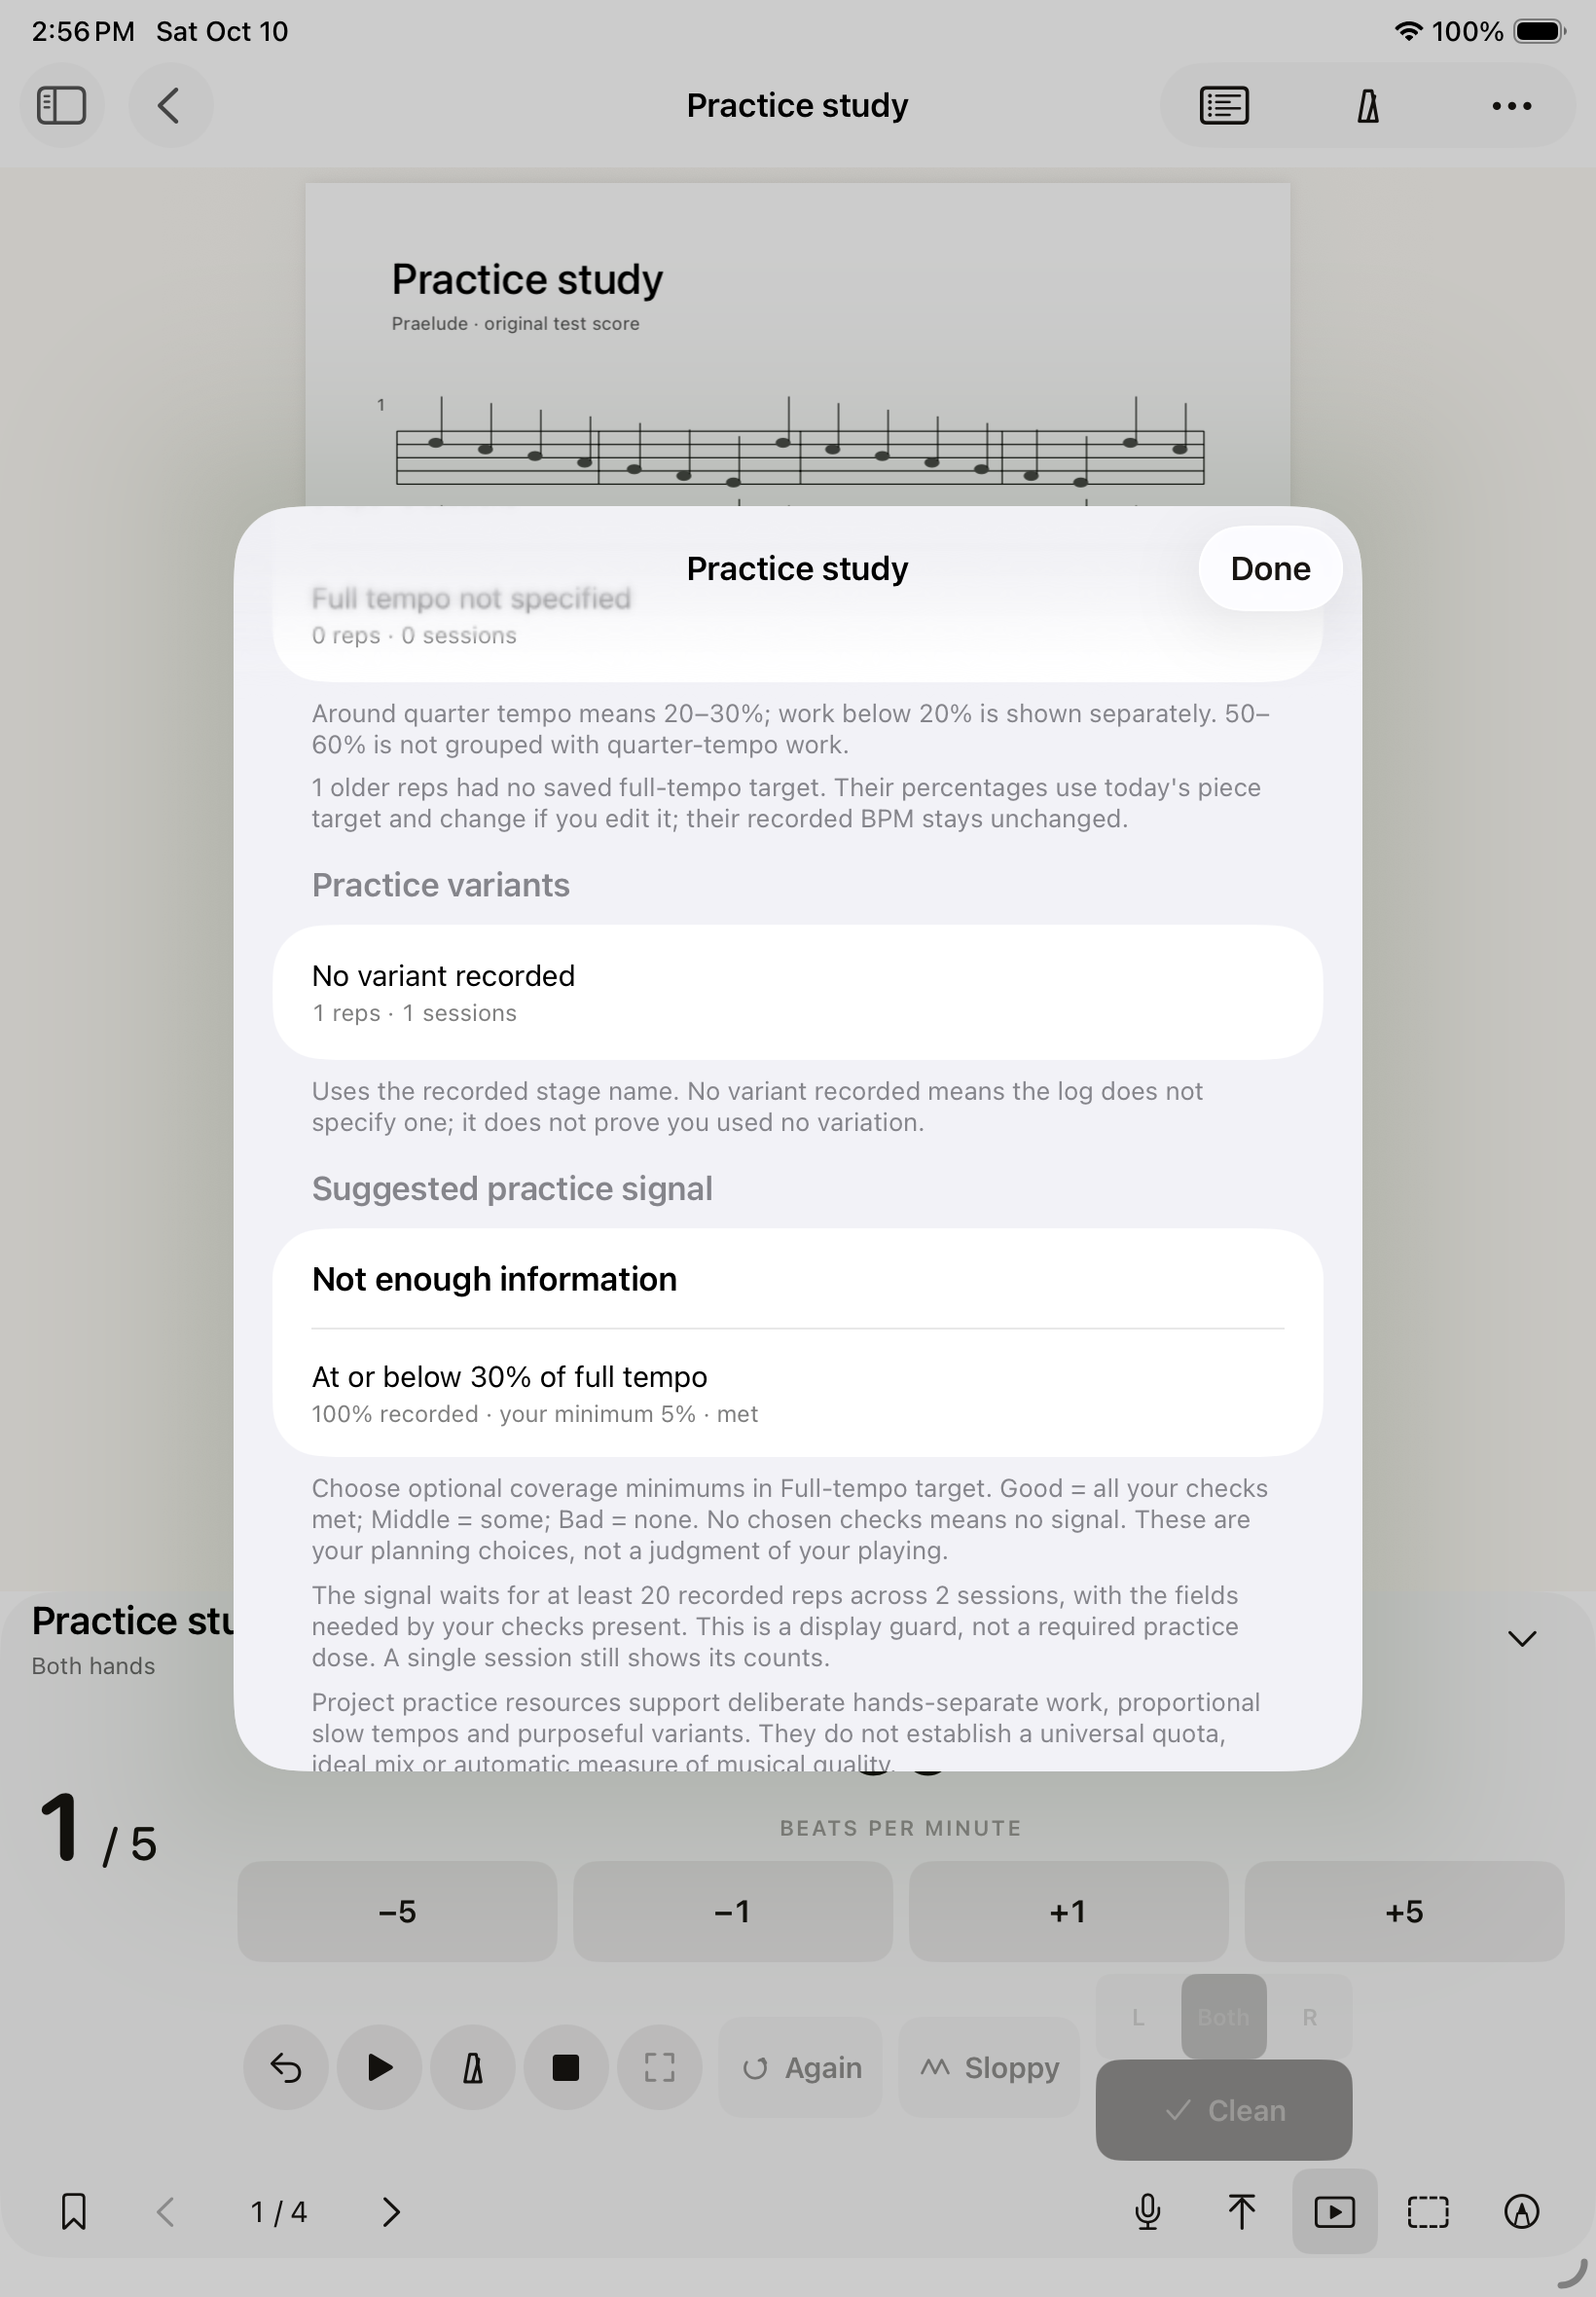 2:56 PM Sat Oct 10
100%
Practice study
Practice study
Praelude · original test score
1
Practice study
Done
Full tempo not specified
0 reps · 0 sessions
Around quarter tempo means 20–30%; work below 20% is shown separately. 50–
60% is not grouped with quarter-tempo work.
1 older reps had no saved full-tempo target. Their percentages use today's piece
target and change if you edit it; their recorded BPM stays unchanged.
Practice variants
No variant recorded
1 reps · 1 sessions
Uses the recorded stage name. No variant recorded means the log does not
specify one; it does not prove you used no variation.
Suggested practice signal
Not enough information
At or below 30% of full tempo
100% recorded · your minimum 5% · met
Choose optional coverage minimums in Full-tempo target. Good = all your checks
met; Middle = some; Bad = none. No chosen checks means no signal. These are
your planning choices, not a judgment of your playing.
The signal waits for at least 20 recorded reps across 2 sessions, with the fields
needed by your checks present. This is a display guard, not a required practice
dose. A single session still shows its counts.
Project practice resources support deliberate hands-separate work, proportional
slow tempos and purposeful variants. They do not establish a universal quota,
ideal mix or automatic measure of musical quality.
Practice stu
Both hands
1 / 5
BEATS PER MINUTE
−5 −1 +1 +5
L Both R
Again Sloppy
Clean
1 / 4